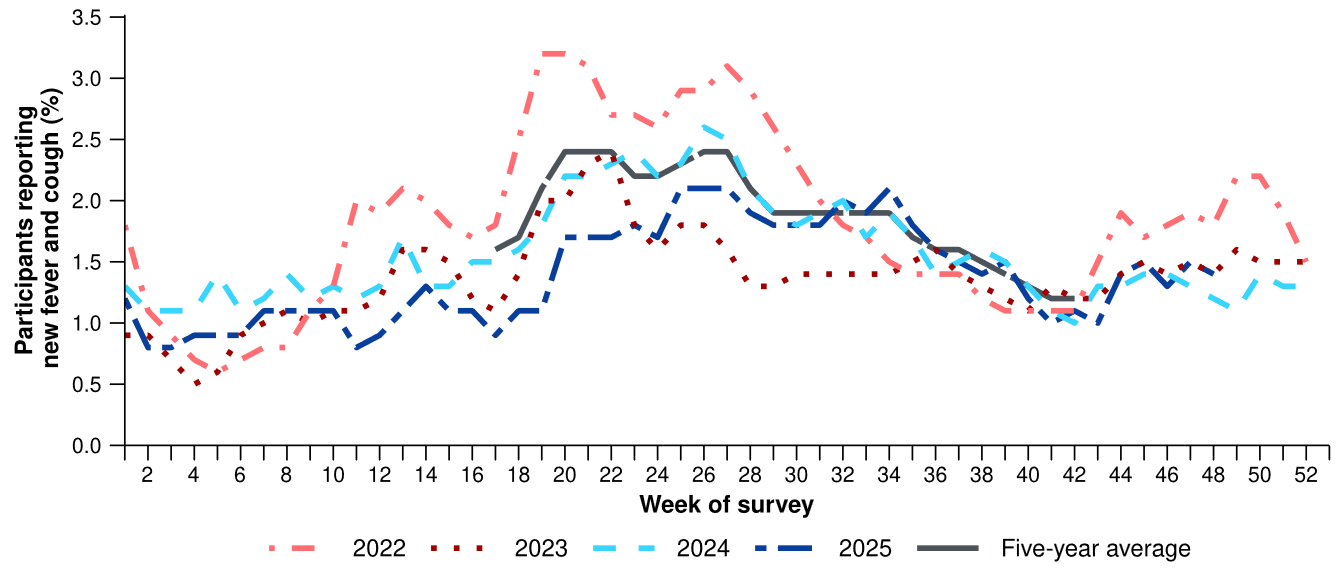 Participants reporting
new fever and cough (%)
3.5
3.0
2.5
2.0
1.5
1.0
0.5
0.0
2 4 6 8 10 12 14 16 18 20 22 24 26 28 30 32 34 36 38 40 42 44 46 48 50 52
Week of survey
2022 2023 2024 2025 Five-year average